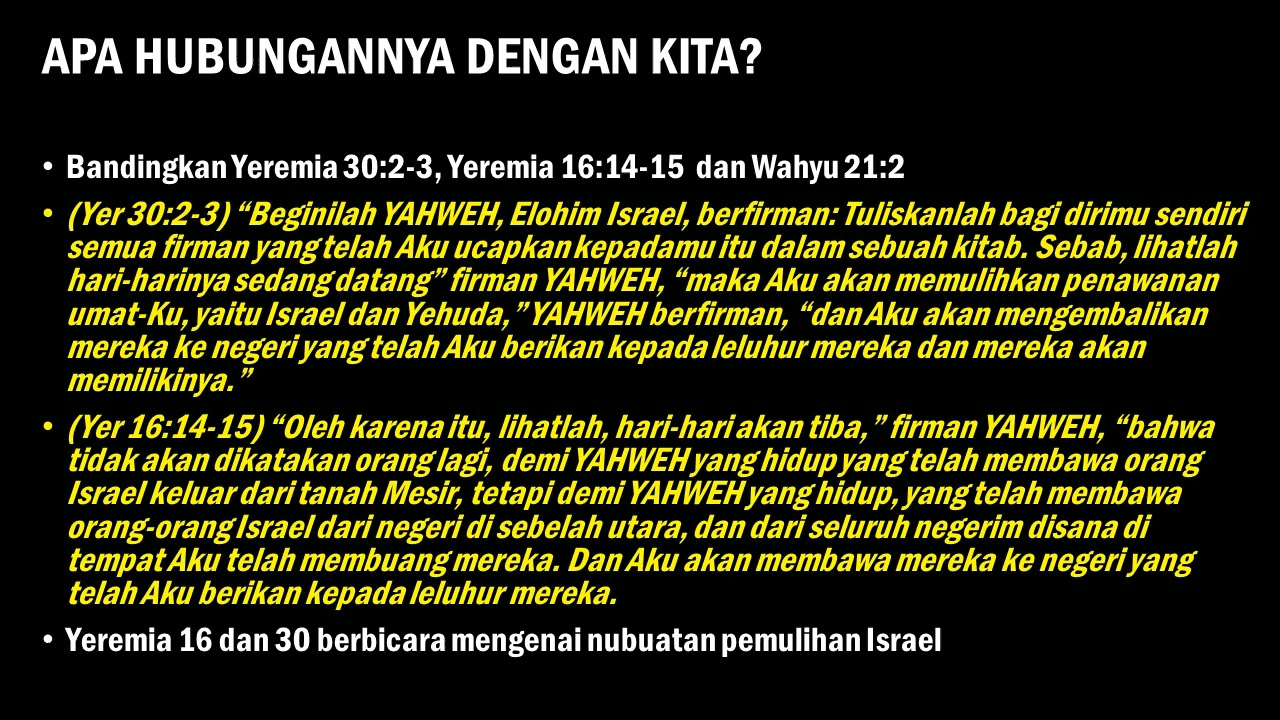 APA HUBUNGANNYA DENGAN KITA?
• Bandingkan Yeremia 30:2-3, Yeremia 16:14-15 dan Wahyu 21:2
• (Yer 30:2-3) “Beginilah YAHWEH, Elohim Israel, berfirman: Tuliskanlah bagi dirimu sendiri
semua firman yang telah Aku ucapkan kepadamu itu dalam sebuah kitab. Sebab, lihatlah
hari-harinya sedang datang” firman YAHWEH, “maka Aku akan memulihkan penawanan
umat-Ku, yaitu Israel dan Yehuda,” YAHWEH berfirman, “dan Aku akan mengembalikan
mereka ke negeri yang telah Aku berikan kepada leluhur mereka dan mereka akan
memilikinya.”
• (Yer 16:14-15) “Oleh karena itu, lihatlah, hari-hari akan tiba,” firman YAHWEH, “bahwa
tidak akan dikatakan orang lagi, demi YAHWEH yang hidup yang telah membawa orang
Israel keluar dari tanah Mesir, tetapi demi YAHWEH yang hidup, yang telah membawa
orang-orang Israel dari negeri di sebelah utara, dan dari seluruh negerim disana di
tempat Aku telah membuang mereka. Dan Aku akan membawa mereka ke negeri yang
telah Aku berikan kepada leluhur mereka.
• Yeremia 16 dan 30 berbicara mengenai nubuatan pemulihan Israel